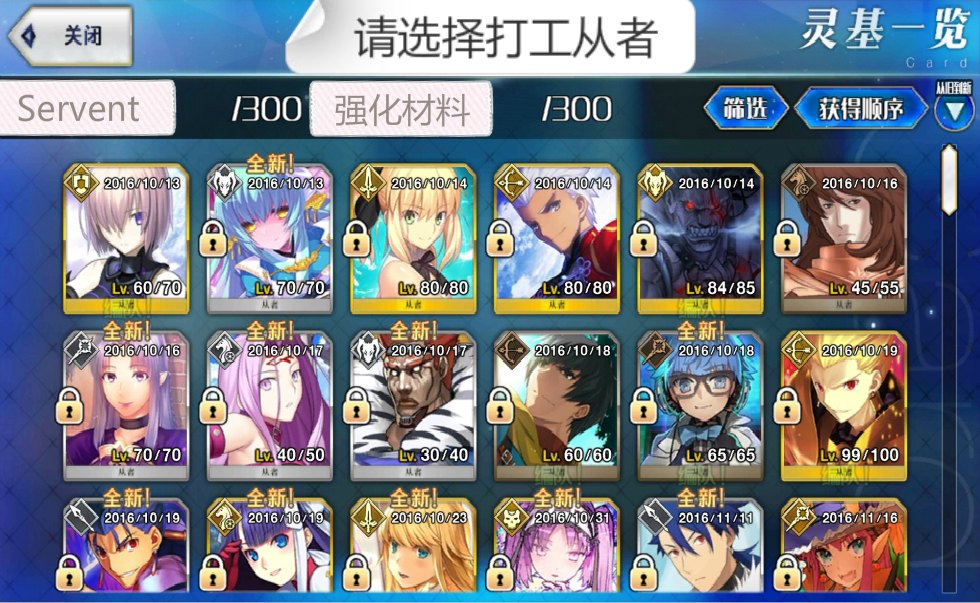 关闭
请选择打工从者
灵基一览
Card
Servent
/300
强化材料
/300
筛选
获得顺序
从旧到新
全新!
2016/10/13 2016/10/13 2016/10/14 2016/10/14 2016/10/14 2016/10/16
Lv. 60/70 Lv. 70/70 Lv. 80/80 Lv. 80/80 Lv. 84/85 Lv. 45/55
从者 从者 从者 从者 从者 从者
全新! 全新! 全新! 全新!
2016/10/16 2016/10/17 2016/10/17 2016/10/18 2016/10/18 2016/10/19
Lv. 70/70 Lv. 40/50 Lv. 30/40 Lv. 60/60 Lv. 65/65 Lv. 99/100
从者 从者 从者 从者 从者 从者
全新! 全新! 全新! 全新! 全新!
2016/10/19 2016/10/19 2016/10/23 2016/10/31 2016/11/11 2016/11/16